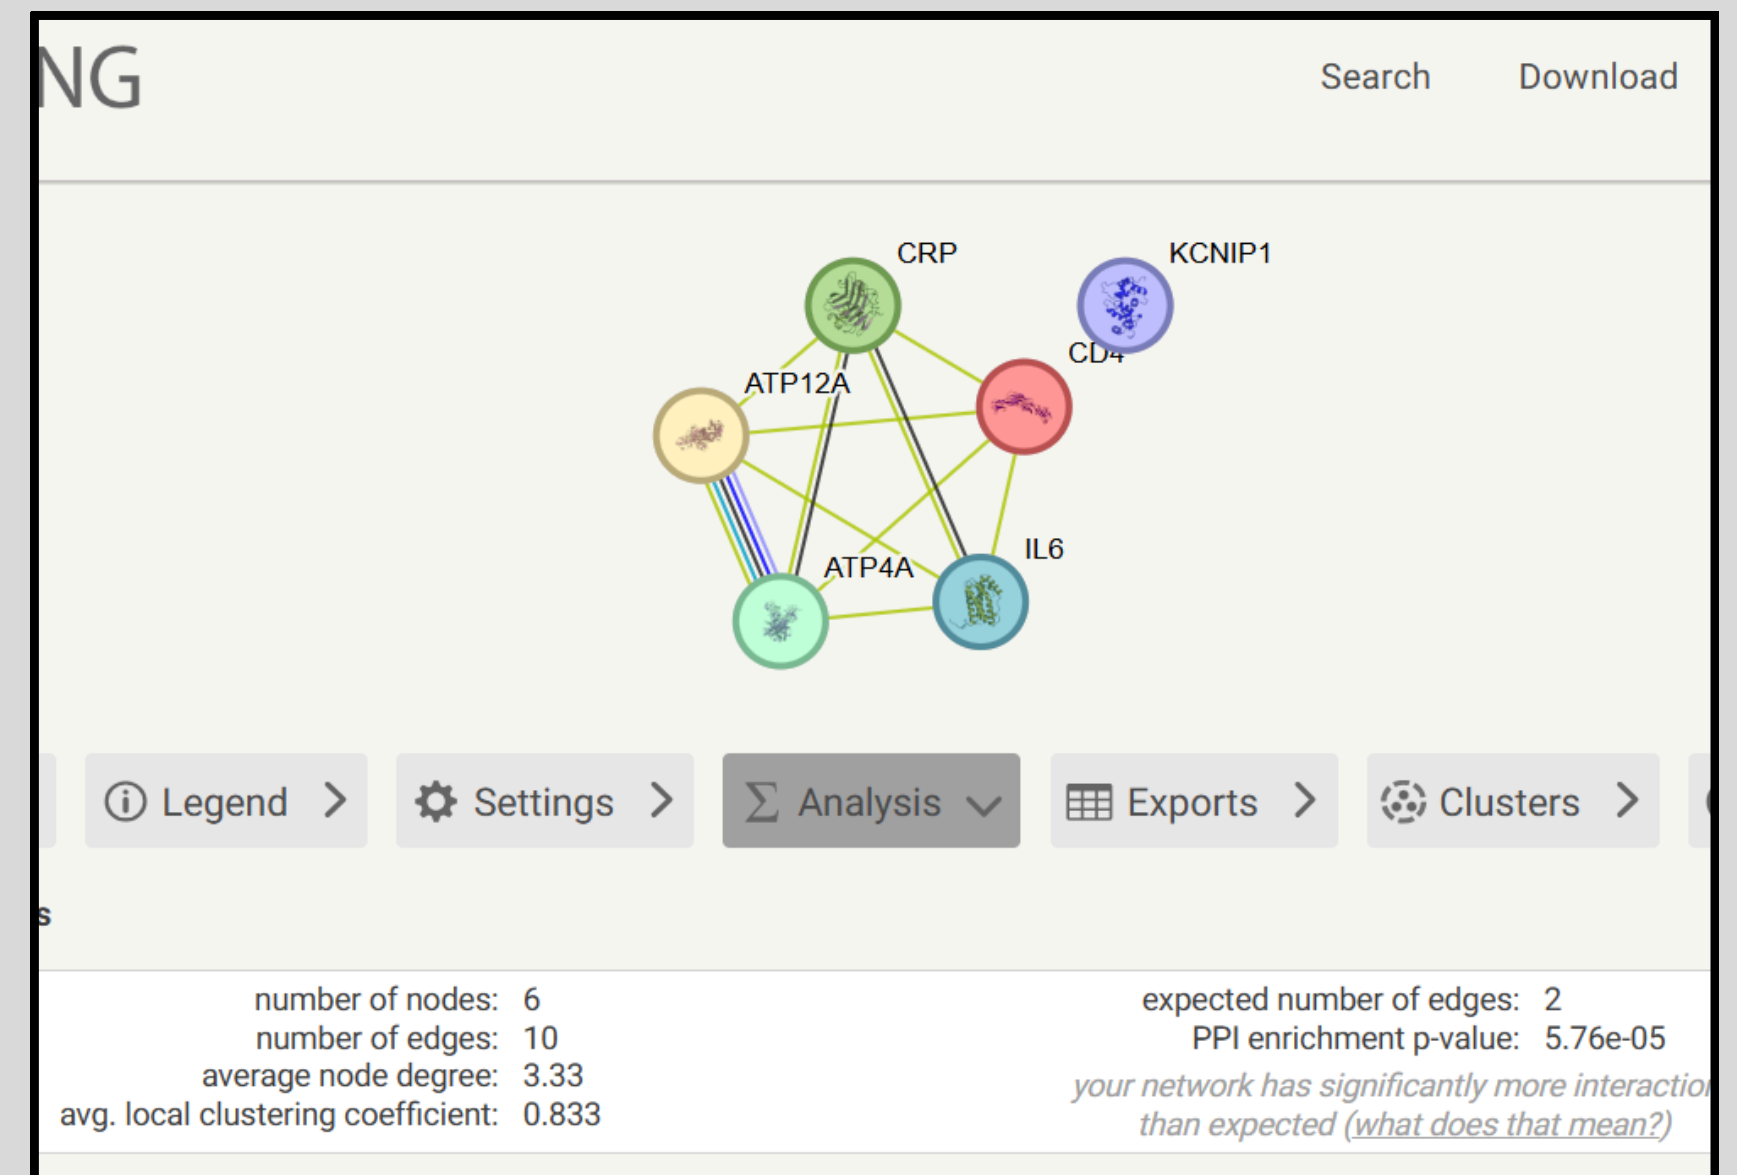 NG
Search Download
CRP
KCNIP1
CD4
ATP12A
IL6
ATP4A
Legend
Settings
Σ Analysis
Exports
Clusters
s
number of nodes: 6
number of edges: 10
average node degree: 3.33
avg. local clustering coefficient: 0.833
expected number of edges: 2
PPI enrichment p-value: 5.76e-05
your network has significantly more interaction
than expected (what does that mean?)